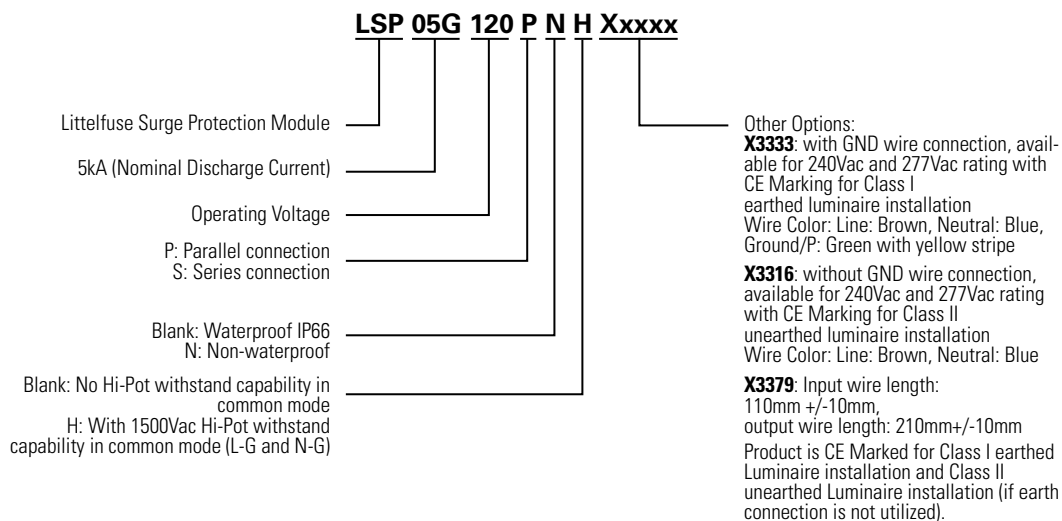 LSP 05G 120 P N H Xxxxx
Littelfuse Surge Protection Module
5kA (Nominal Discharge Current)
Operating Voltage
P: Parallel connection
S: Series connection
Blank: Waterproof IP66
N: Non-waterproof
Blank: No Hi-Pot withstand capability in
common mode
H: With 1500Vac Hi-Pot withstand
capability in common mode (L-G and N-G)
Other Options:
X3333: with GND wire connection, avail-
able for 240Vac and 277Vac rating with
CE Marking for Class I
earthed luminaire installation
Wire Color: Line: Brown, Neutral: Blue,
Ground/P: Green with yellow stripe
X3316: without GND wire connection,
available for 240Vac and 277Vac rating
with CE Marking for Class II
unearthed luminaire installation
Wire Color: Line: Brown, Neutral: Blue
X3379: Input wire length:
110mm +/-10mm,
output wire length: 210mm+/-10mm
Product is CE Marked for Class I earthed
Luminaire installation and Class II
unearthed Luminaire installation (if earth
connection is not utilized).